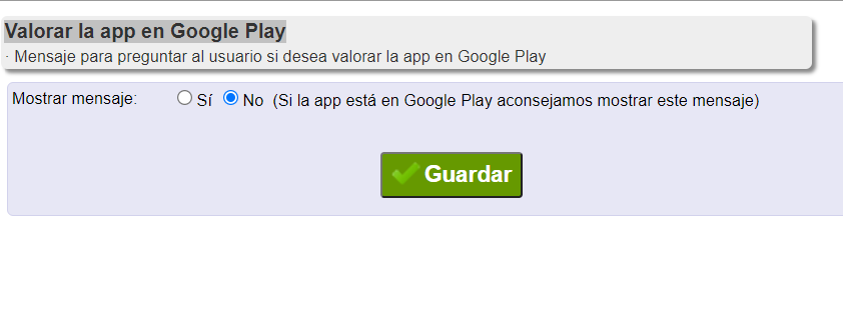 Valorar la app en Google Play
· Mensaje para preguntar al usuario si desea valorar la app en Google Play
Mostrar mensaje: Sí No (Si la app está en Google Play aconsejamos mostrar este mensaje)
Guardar